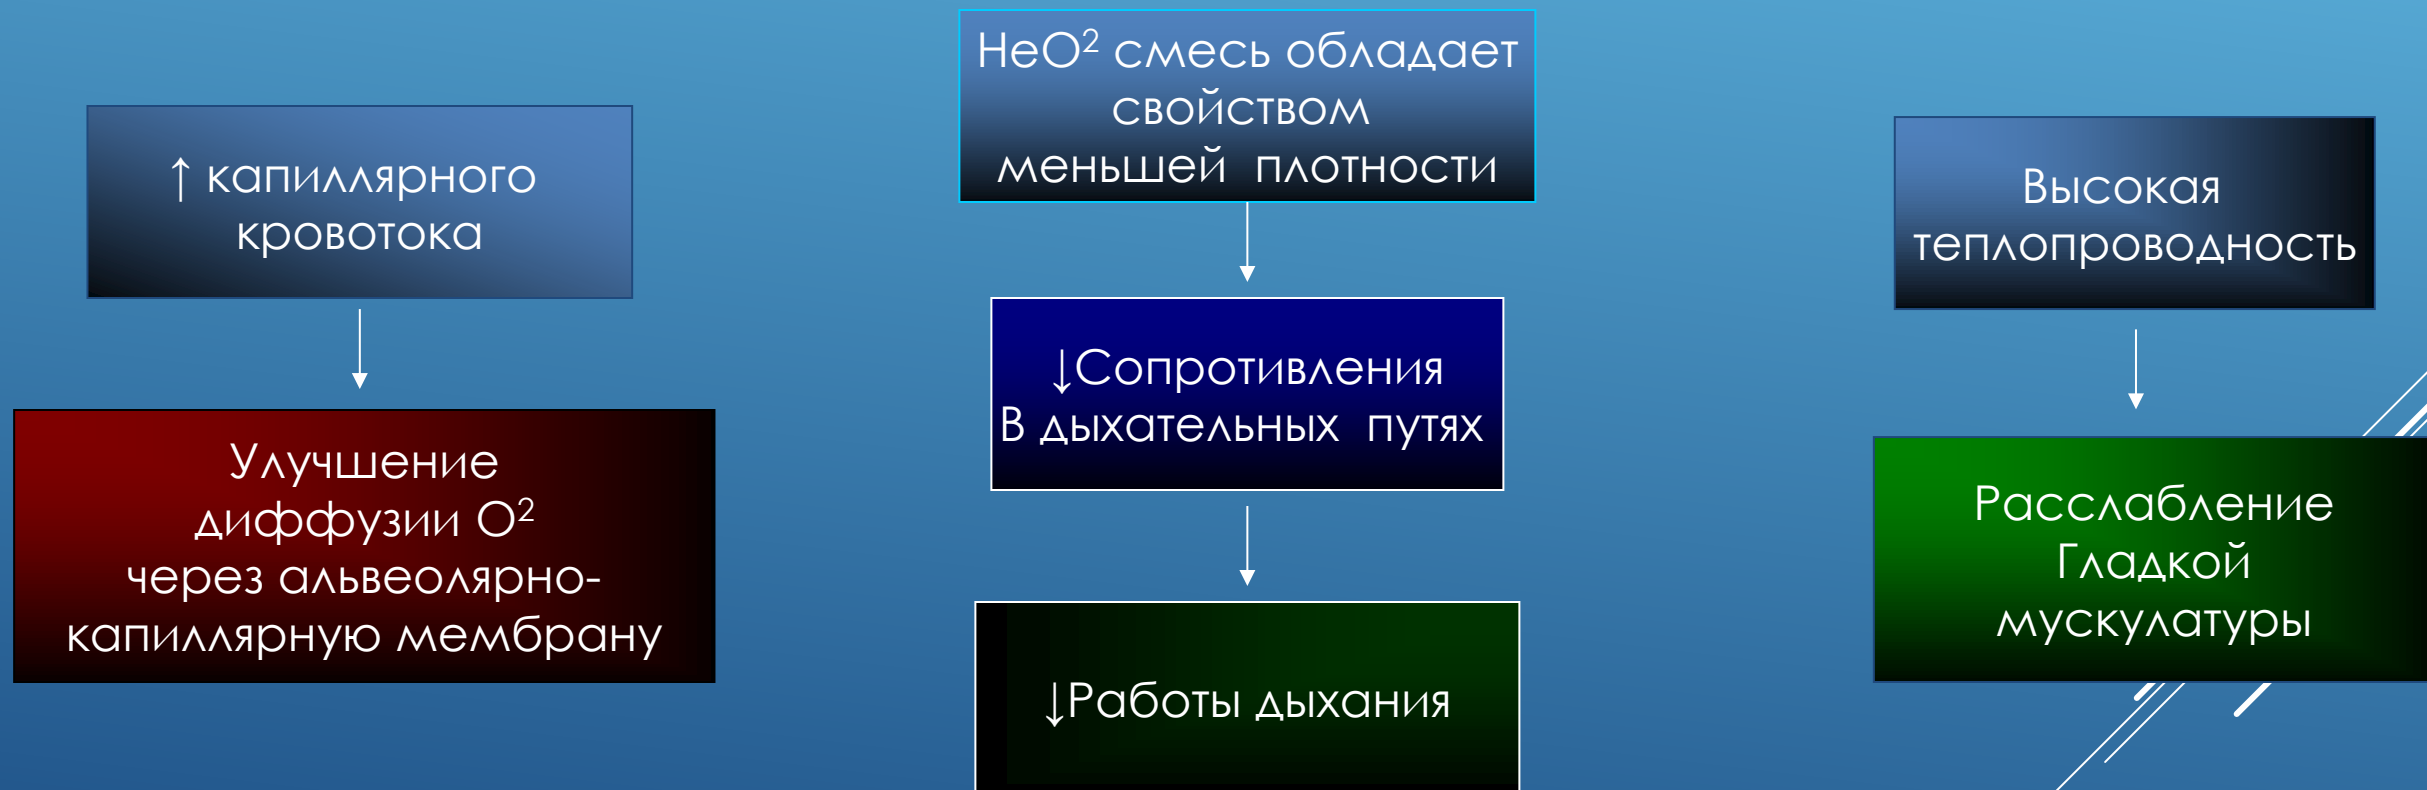 ↑ капиллярного
кровотока
Улучшение
диффузии О²
через альвеолярно-
капиллярную мембрану
HeO² смесь обладает
свойством
меньшей плотности
↓Сопротивления
В дыхательных путях
↓Работы дыхания
Высокая
теплопроводность
Расслабление
Гладкой
мускулатуры